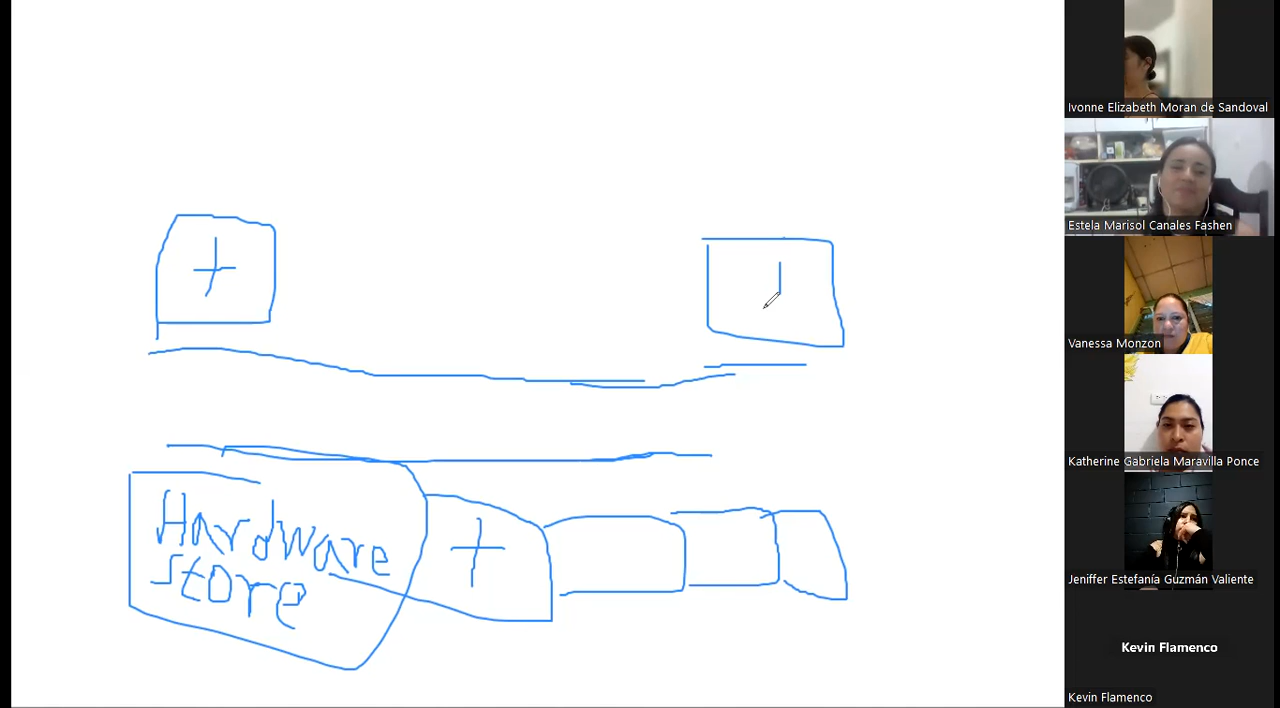 Hardware
store
Ivonne Elizabeth Moran de Sandoval
Estela Marisol Canales Fashen
Vanessa Monzon
Katherine Gabriela Maravilla Ponce
Jeniffer Estefanía Guzmán Valiente
Kevin Flamenco
Kevin Flamenco